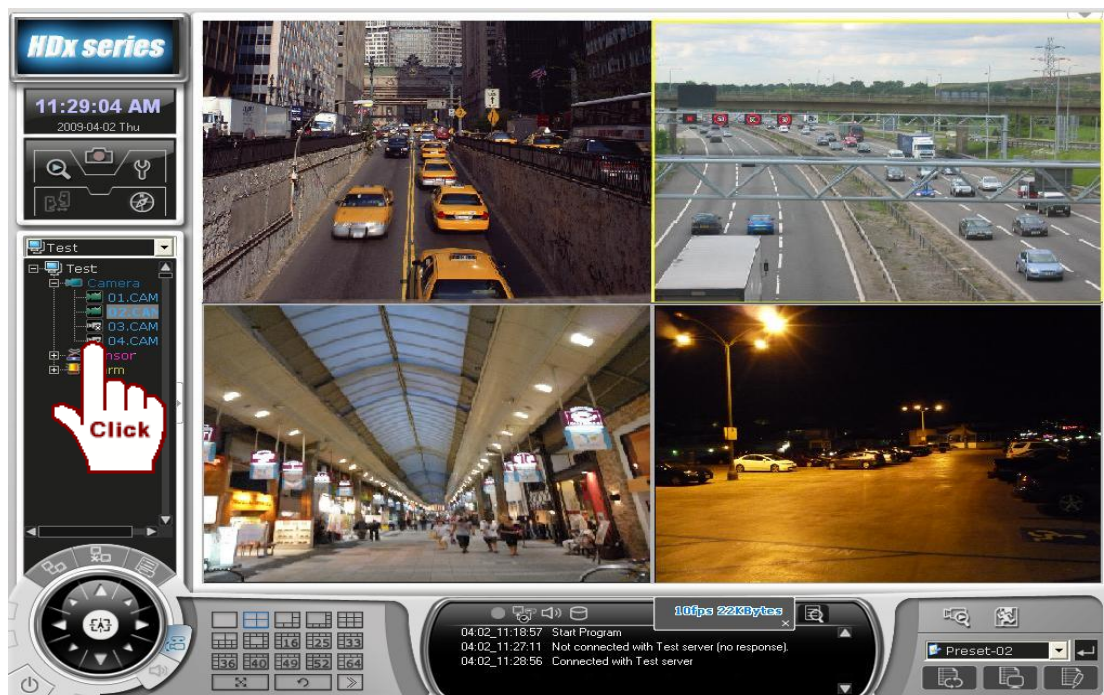 HDx series
11:29:04 AM
2009-04-02 Thu
Test
Test
Camera
01.CAM
02.CAM
03.CAM
04.CAM
Click
16 25 33
36 40 49 52 64
10fps 22KBytes
04:02_11:18:57 Start Program
04:02_11:27:11 Not connected with Test server (no response).
04:02_11:28:56 Connected with Test server
Preset-02